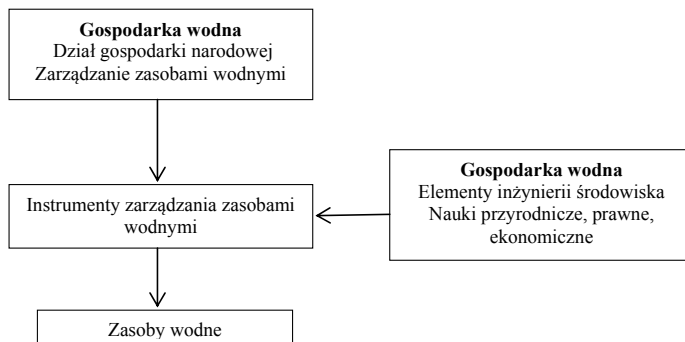 Gospodarka wodna
Dział gospodarki narodowej
Zarządzanie zasobami wodnymi
Gospodarka wodna
Elementy inżynierii środowiska
Nauki przyrodnicze, prawne,
ekonomiczne
Instrumenty zarządzania zasobami
wodnymi
Zasoby wodne